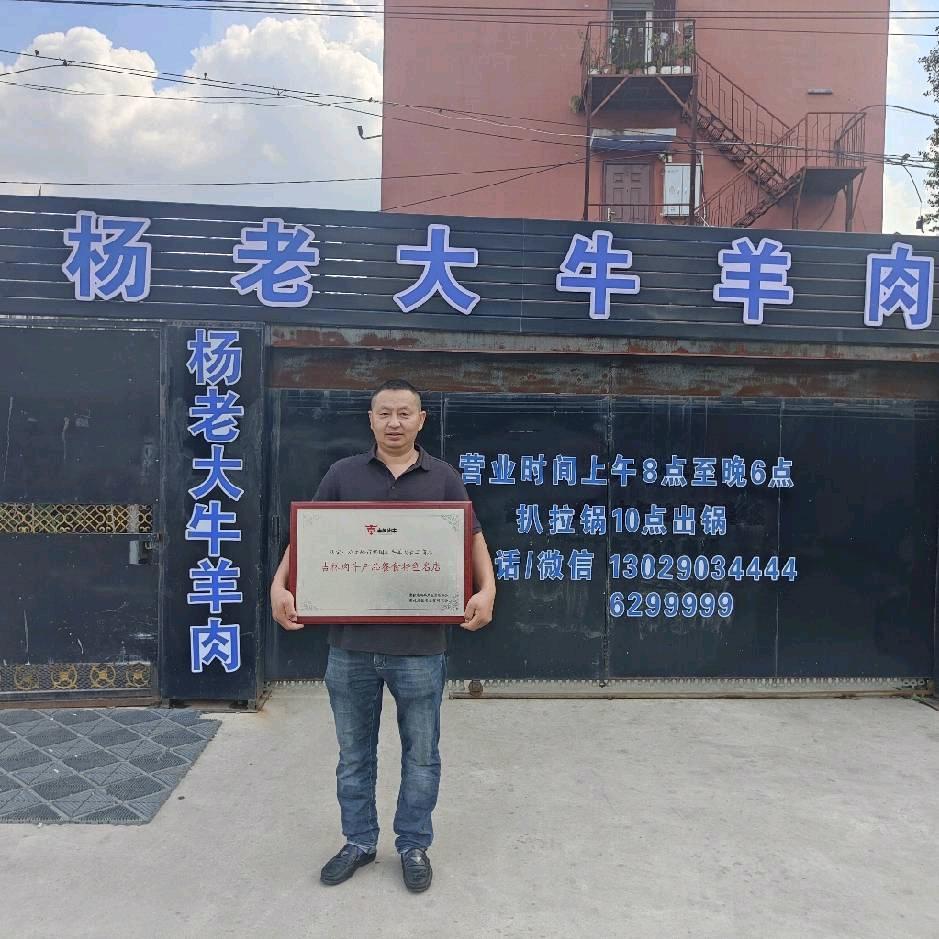 杨老大牛羊肉
杨老大牛羊肉
营业时间上午8点至晚6点
扒拉锅10点出锅
话/微信 13029034444
6299999
吉林肉牛产品餐食标盟名店